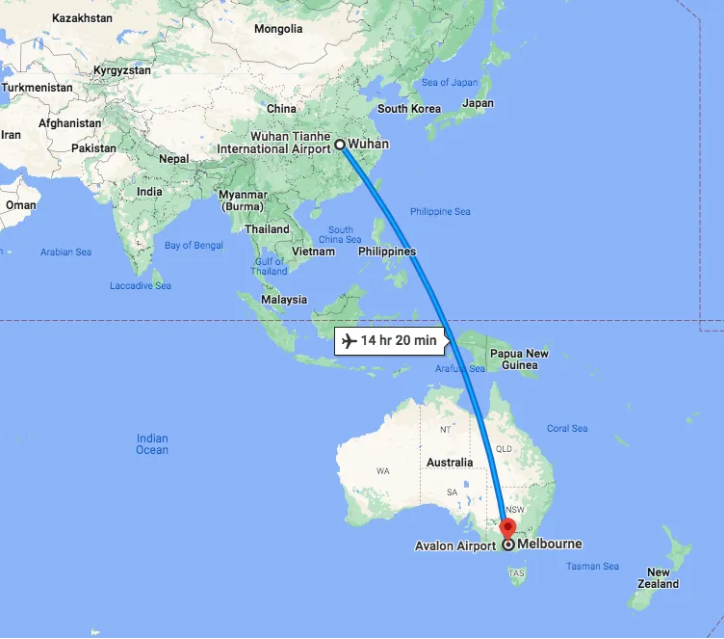 Kazakhstan
Mongolia
Kyrgyzstan
Turkmenistan
Sea of Japan
China
South Korea
Japan
Afghanistan
Iran
Wuhan Tianhe
International Airport
Wuhan
Pakistan
Nepal
India
Myanmar
(Burma)
Oman
Philippine Sea
Thailand
South
China Sea
Bay of Bengal
Arabian Sea
Vietnam
Philippines
Gulf of
Thailand
Laccadive Sea
Malaysia
14 hr 20 min
Papua New
Guinea
Arafura Sea
Coral Sea
NT
Indian
Ocean
QLD
Australia
WA
SA
NSW
Avalon Airport
Melbourne
Tasman Sea
TAS
New
Zealand